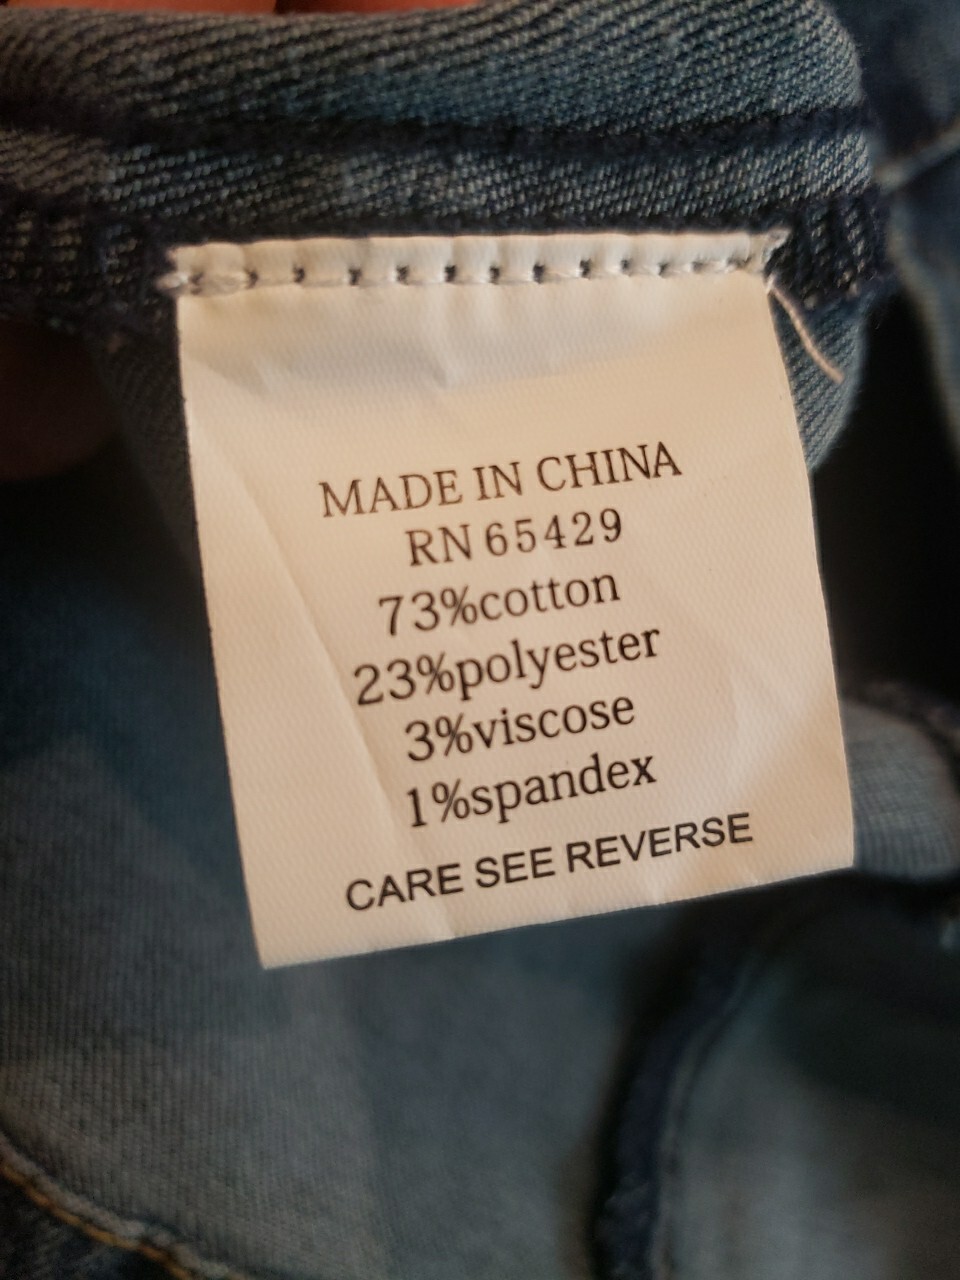 MADE IN CHINA
RN 65429
73%cotton
23%polyester
3%viscose
1%spandex
CARE SEE REVERSE